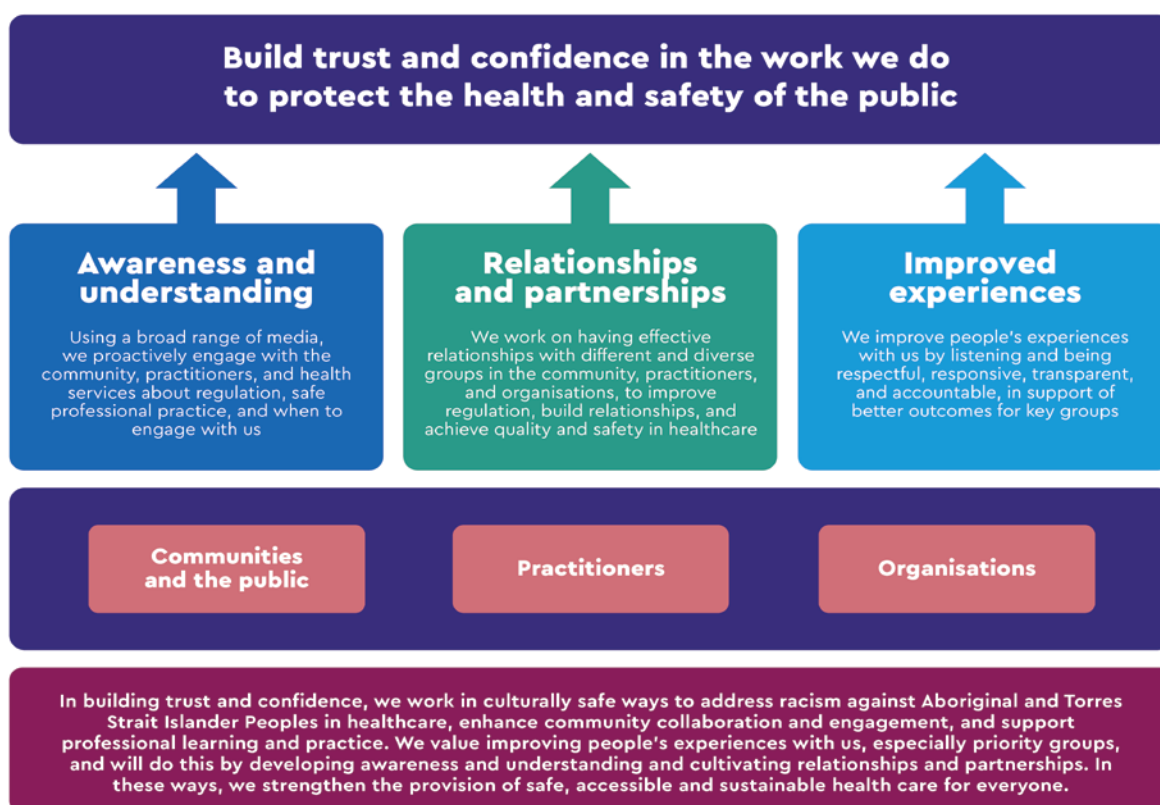 Build trust and confidence in the work we do
to protect the health and safety of the public
Awareness and
understanding
Using a broad range of media,
we proactively engage with the
community, practitioners, and health
services about regulation, safe
professional practice, and when to
engage with us
Relationships
and partnerships
We work on having effective
relationships with different and diverse
groups in the community, practitioners,
and organisations, to improve
regulation, build relationships, and
achieve quality and safety in healthcare
Improved
experiences
We improve people's experiences
with us by listening and being
respectful, responsive, transparent,
and accountable, in support of
better outcomes for key groups
Communities
and the public
Practitioners
Organisations
In building trust and confidence, we work in culturally safe ways to address racism against Aboriginal and Torres
Strait Islander Peoples in healthcare, enhance community collaboration and engagement, and support
professional learning and practice. We value improving people's experiences with us, especially priority groups,
and will do this by developing awareness and understanding and cultivating relationships and partnerships. In
these ways, we strengthen the provision of safe, accessible and sustainable health care for everyone.